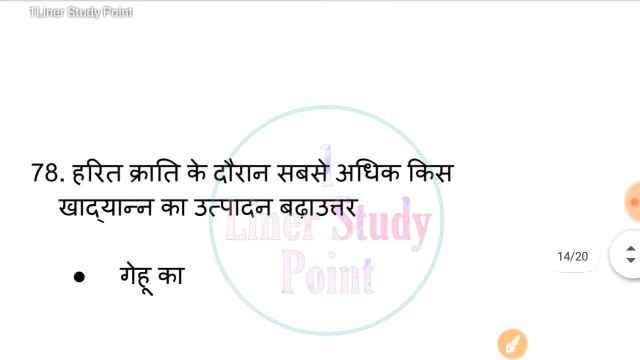 1Liner Study Point
78. हरित क्राति के दौरान सबसे अधिक किस
खाद्यान्न का उत्पादन बढ़ाउत्तर
1
Liner Study
Point
● गेहू का
14/20